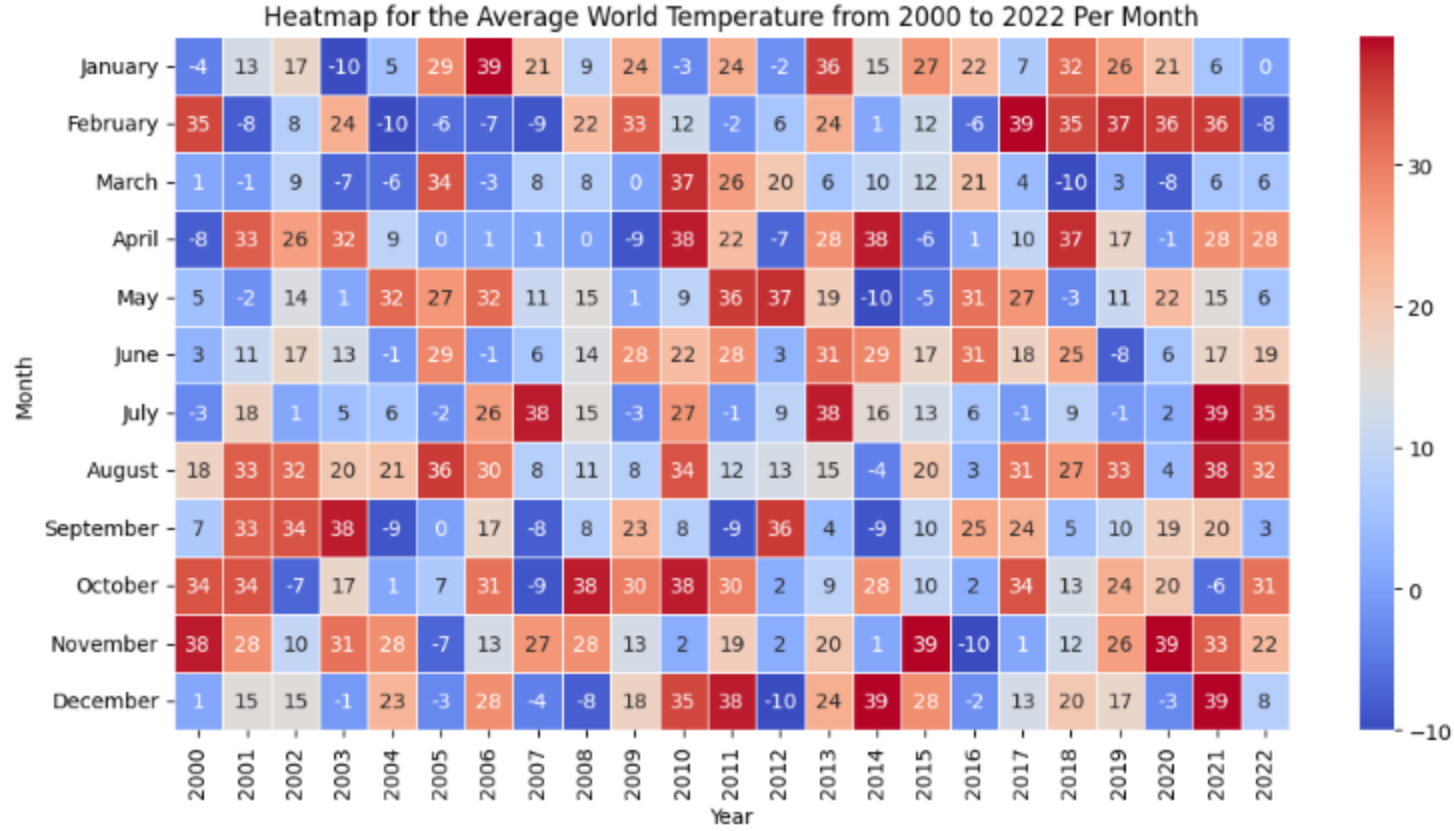 Heatmap for the Average World Temperature from 2000 to 2022 Per Month
January -4 13 17 -10 5 29 39 21 9 24 -3 24 -2 36 15 27 22 7 32 26 21 6 0
February 35 -8 8 24 -10 -6 -7 -9 22 33 12 -2 6 24 1 12 -6 39 35 37 36 36 -8
March 1 -1 9 -7 -6 34 -3 8 8 0 37 26 20 6 10 12 21 4 -10 3 -8 6 6
April -8 33 26 32 9 0 1 1 0 -9 38 22 -7 28 38 -6 1 10 37 17 -1 28 28
May 5 -2 14 1 32 27 32 11 15 1 9 36 37 19 -10 -5 31 27 -3 11 22 15 6
June 3 11 17 13 -1 29 -1 6 14 28 22 28 3 31 29 17 31 18 25 -8 6 17 19
July -3 18 1 5 6 -2 26 38 15 -3 27 -1 9 38 16 13 6 -1 9 -1 2 39 35
August 18 33 32 20 21 36 30 8 11 8 34 12 13 15 -4 20 3 31 27 33 4 38 32
September 7 33 34 38 -9 0 17 -8 8 23 8 -9 36 4 -9 10 25 24 5 10 19 20 3
October 34 34 -7 17 1 7 31 -9 38 30 38 30 2 9 28 10 2 34 13 24 20 -6 31
November 38 28 10 31 28 -7 13 27 28 13 2 19 2 20 1 39 -10 1 12 26 39 33 22
December 1 15 15 -1 23 -3 28 -4 -8 18 35 38 -10 24 39 28 -2 13 20 17 -3 39 8
2000 2001 2002 2003 2004 2005 2006 2007 2008 2009 2010 2011 2012 2013 2014 2015 2016 2017 2018 2019 2020 2021 2022
Year
Month
30
20
10
0
−10